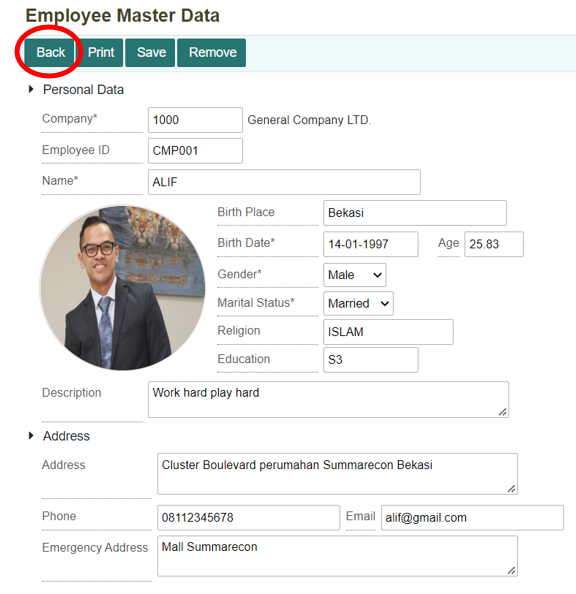 Employee Master Data
Back Print Save Remove
Personal Data
Company* 1000 General Company LTD.
Employee ID CMP001
Name* ALIF
Birth Place Bekasi
Birth Date* 14-01-1997 Age 25.83
Gender* Male
Marital Status* Married
Religion ISLAM
Education S3
Description Work hard play hard
Address
Address Cluster Boulevard perumahan Summarecon Bekasi
Phone 08112345678 Email alif@gmail.com
Emergency Address Mall Summarecon